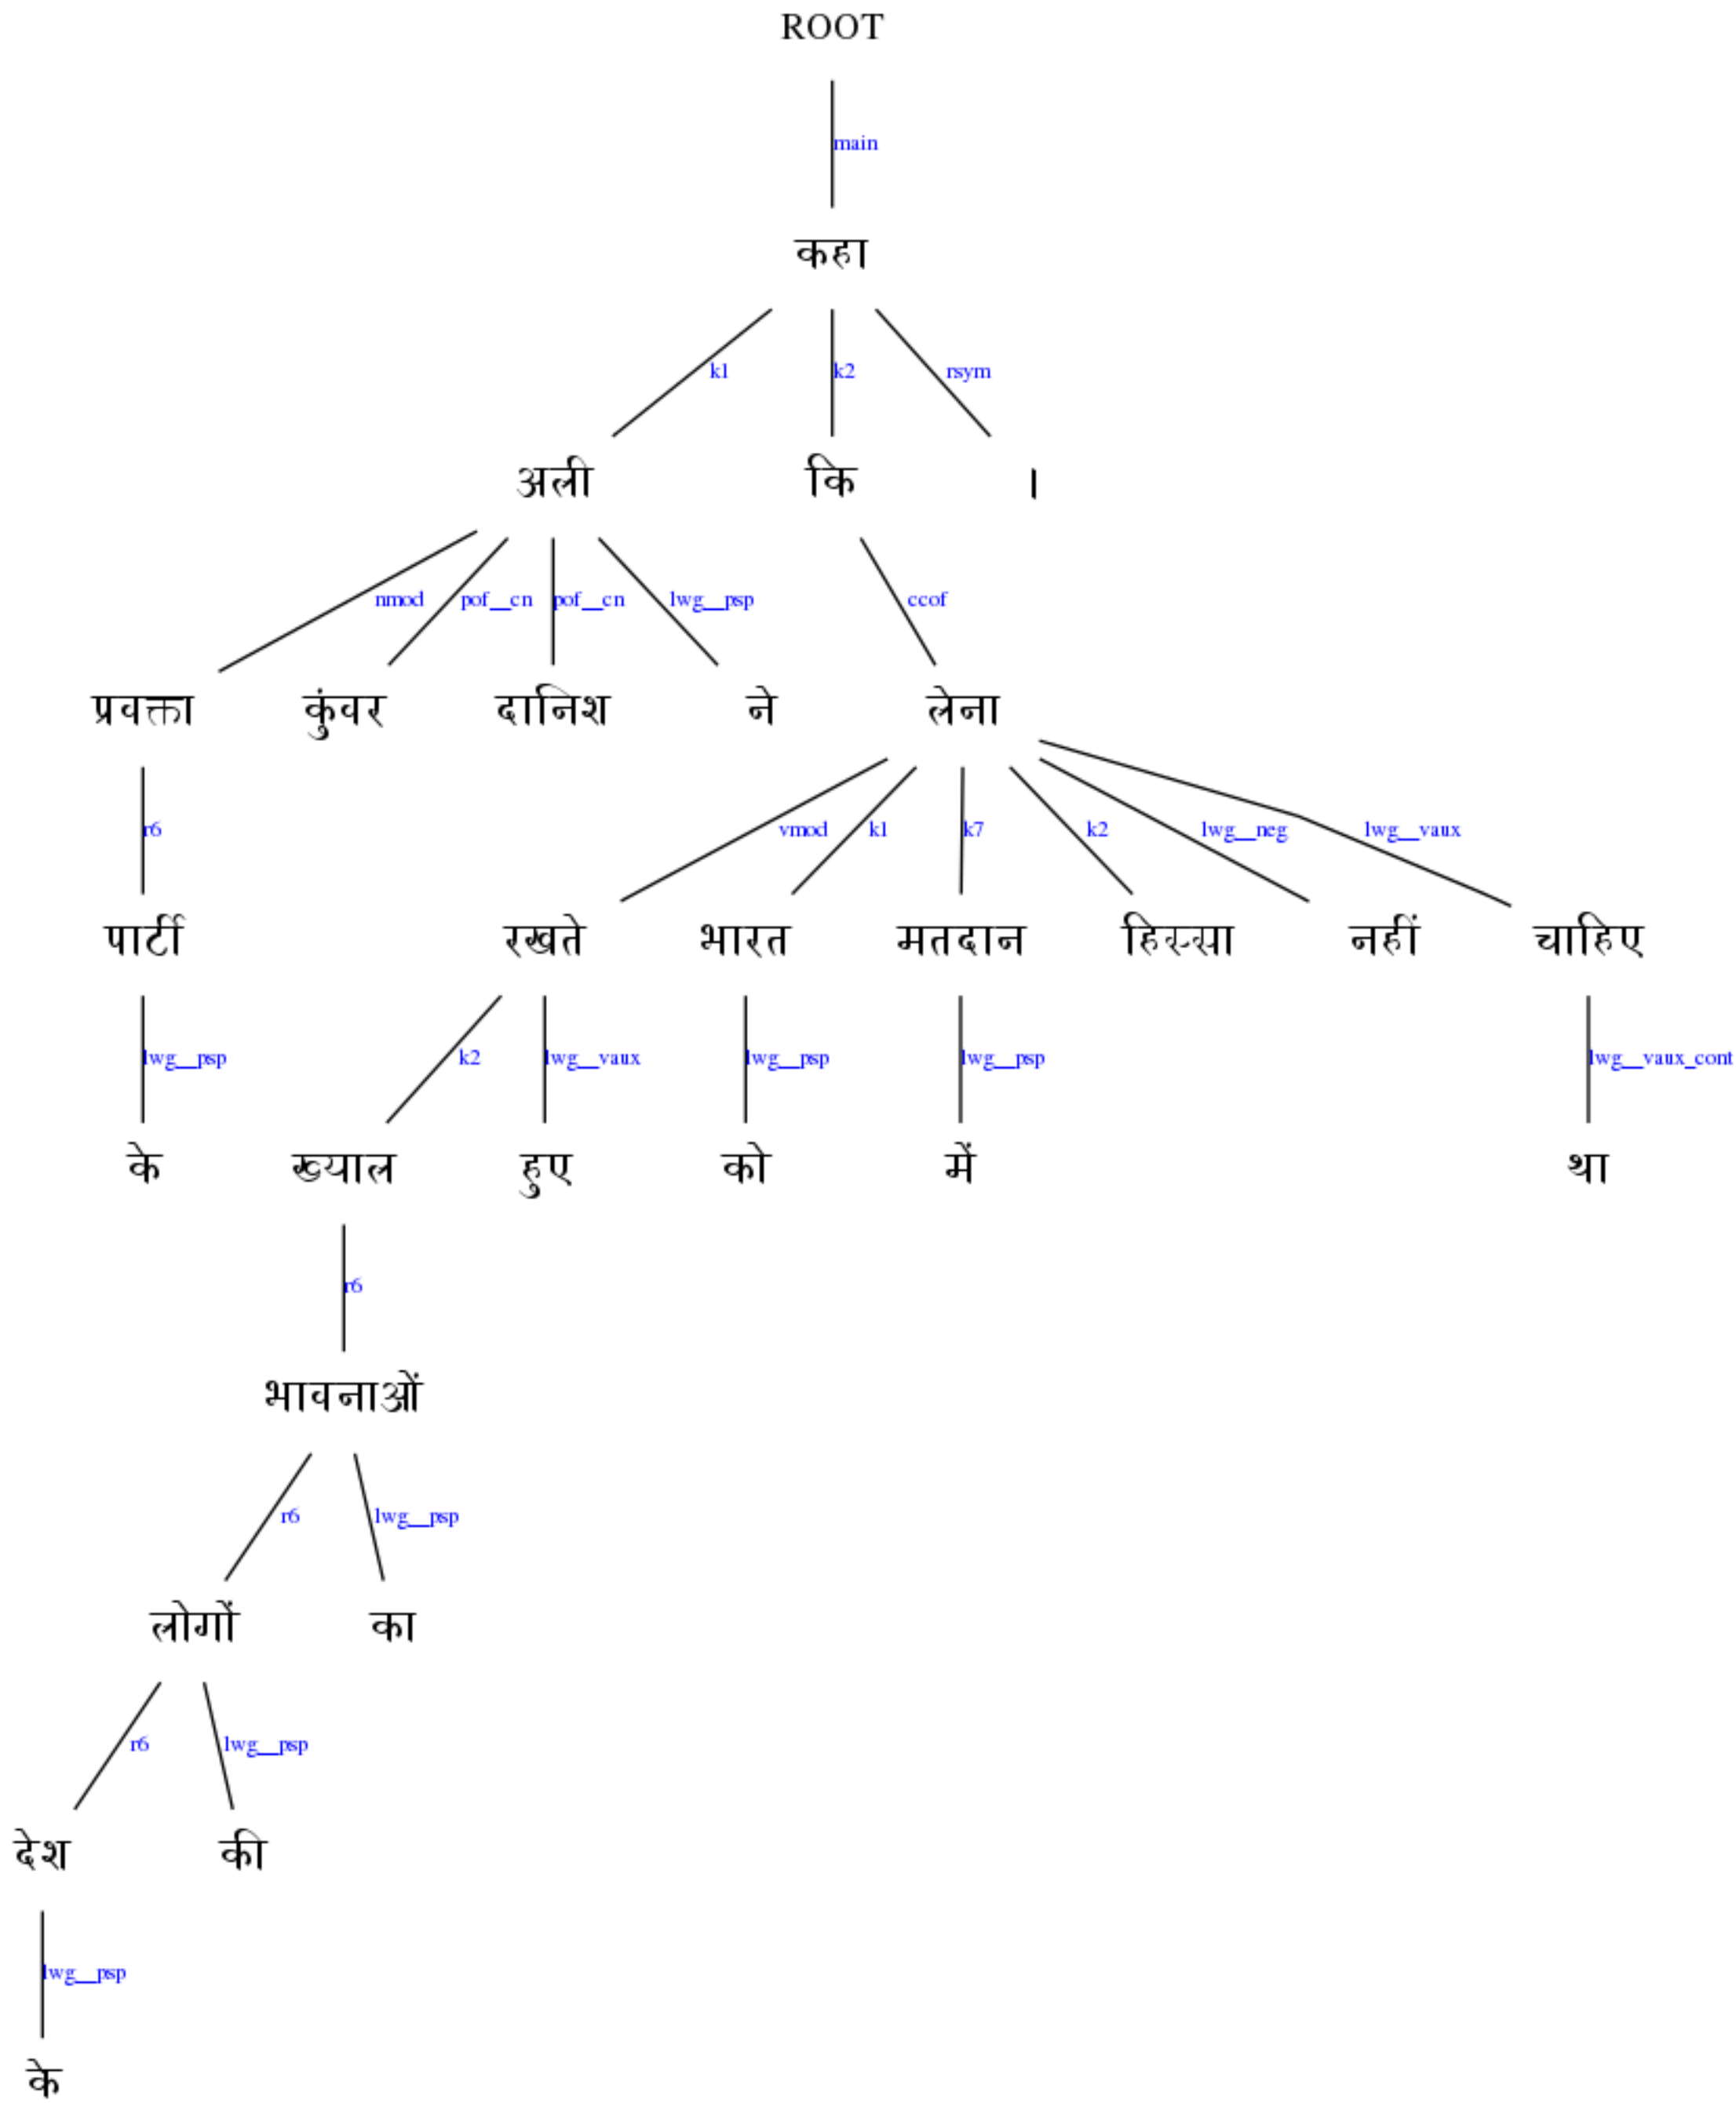 ROOT
main
कहा
k1 k2 rsym
अली कि ।
nmod pof__cn pof__cn lwg__psp ccof
प्रवक्ता कुंवर दानिश ने लेना
r6 vmod k1 k7 k2 lwg__neg lwg__vaux
पार्टी रखते भारत मतदान हिस्सा नहीं चाहिए
lwg__psp k2 lwg__vaux lwg__psp lwg__psp lwg__vaux_cont
के ख्याल हुए को में था
r6
भावनाओं
r6 lwg__psp
लोगों का
r6 lwg__psp
देश की
lwg__psp
के